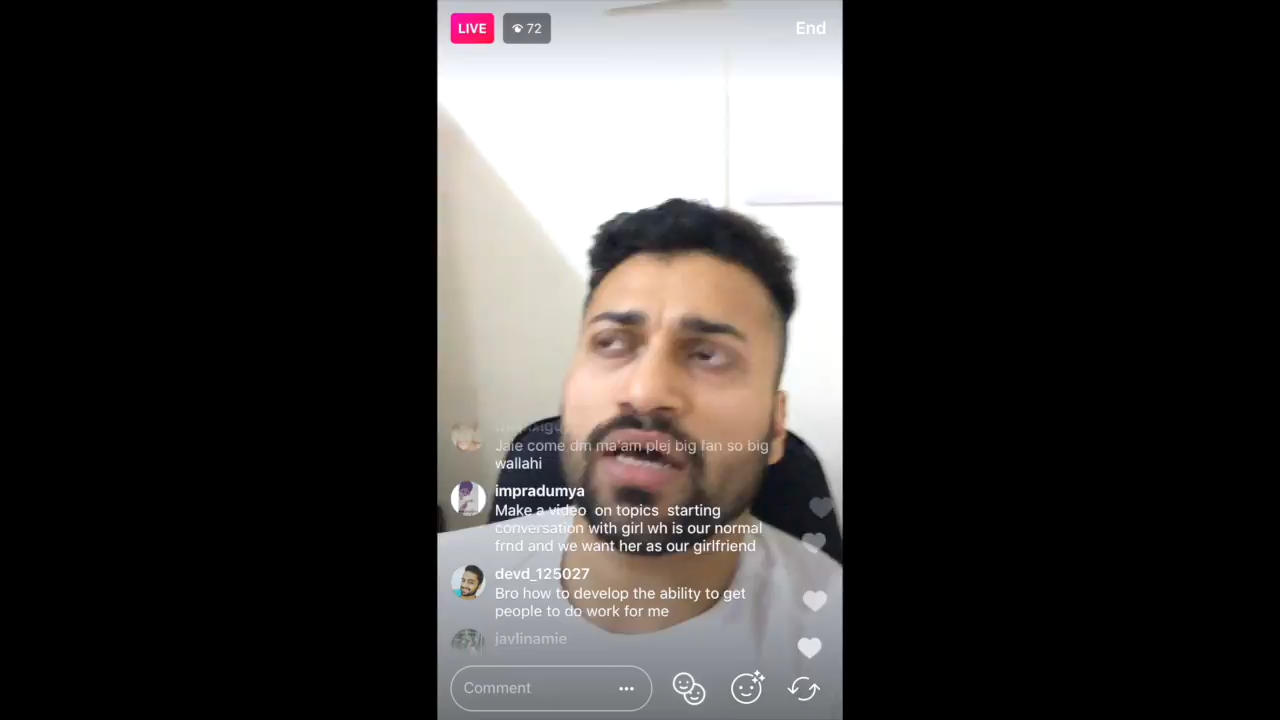 LIVE
72
End
Jaie come dm ma'am plej big fan so big
wallahi
impradumya
Make a video on topics starting
conversation with girl wh is our normal
frnd and we want her as our girlfriend
devd_125027
Bro how to develop the ability to get
people to do work for me
javlinamie
Comment